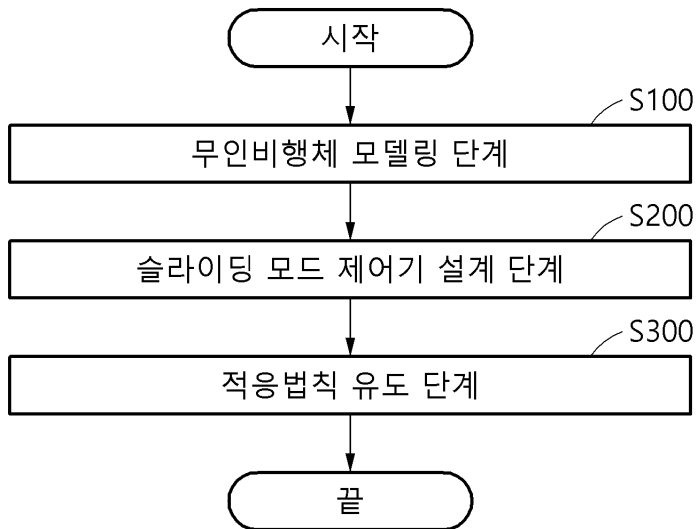 시작
S100
무인비행체 모델링 단계
S200
슬라이딩 모드 제어기 설계 단계
S300
적응법칙 유도 단계
끝